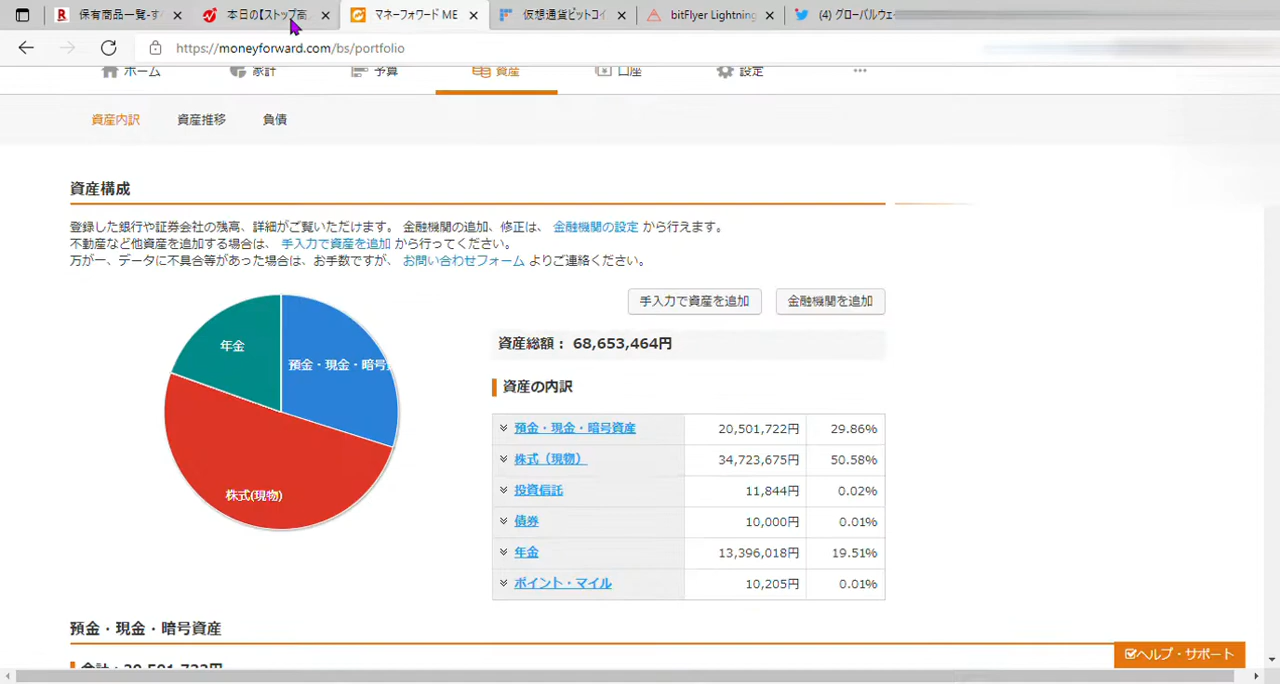 保有商品一覧-す
本日の【ストップ高
マネーフォワード ME
仮想通貨ビットコイ
bitFlyer Lightning
(4) グローバルウェ
https://moneyforward.com/bs/portfolio
ホーム
家計
予算
資産
口座
設定
資産内訳
資産推移
負債
資産構成
登録した銀行や証券会社の残高、詳細がご覧いただけます。 金融機関の追加、修正は、 金融機関の設定 から行えます。
不動産など他資産を追加する場合は、 手入力で資産を追加 から行ってください。
万が一、データに不具合等があった場合は、お手数ですが、 お問い合わせフォーム よりご連絡ください。
手入力で資産を追加
金融機関を追加
年金
預金・現金・暗号
株式(現物)
資産総額： 68,653,464円
資産の内訳
預金・現金・暗号資産 20,501,722円 29.86%
株式（現物） 34,723,675円 50.58%
投資信託 11,844円 0.02%
債券 10,000円 0.01%
年金 13,396,018円 19.51%
ポイント・マイル 10,205円 0.01%
預金・現金・暗号資産
合計：20,501,722円
ヘルプ・サポート